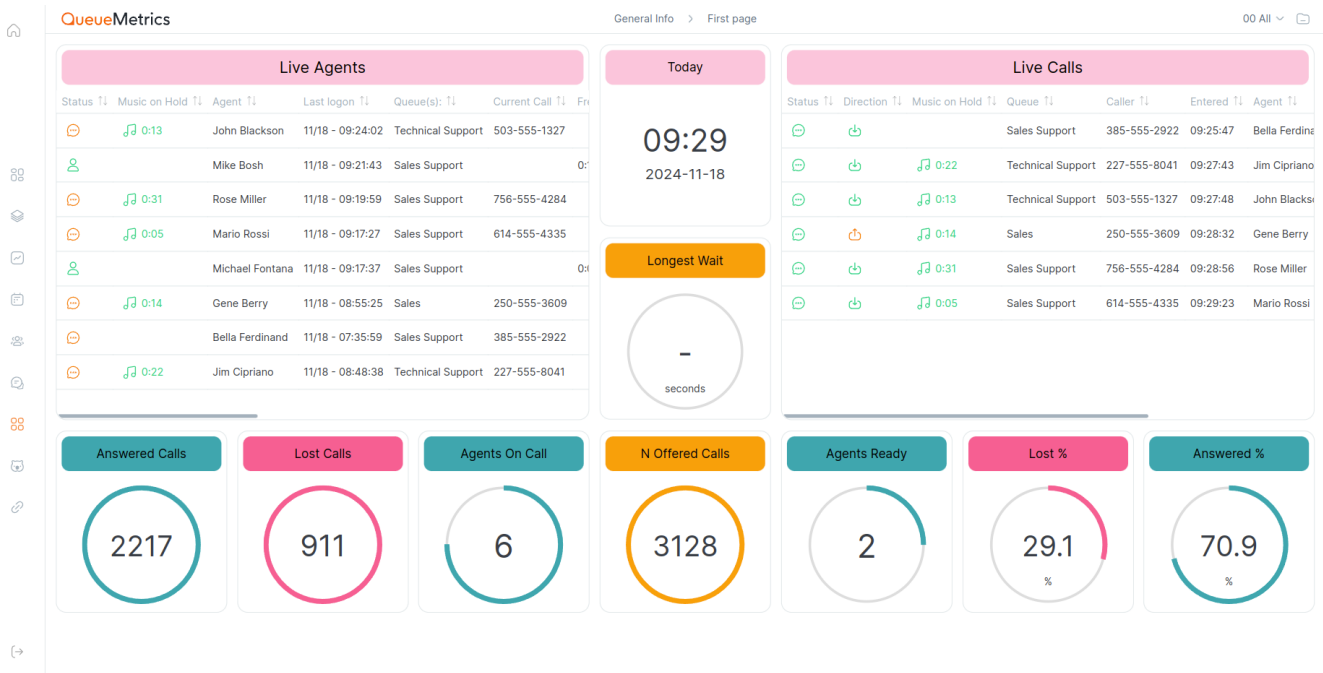 QueueMetrics
General Info > First page
00 All
Live Agents
Status Music on Hold Agent Last logon Queue(s): Current Call
0:13 John Blackson 11/18 - 09:24:02 Technical Support 503-555-1327
Mike Bosh 11/18 - 09:21:43 Sales Support
0:31 Rose Miller 11/18 - 09:19:59 Sales Support 756-555-4284
0:05 Mario Rossi 11/18 - 09:17:27 Sales Support 614-555-4335
Michael Fontana 11/18 - 09:17:37 Sales Support
0:14 Gene Berry 11/18 - 08:55:25 Sales 250-555-3609
Bella Ferdinand 11/18 - 07:35:59 Sales Support 385-555-2922
0:22 Jim Cipriano 11/18 - 08:48:38 Technical Support 227-555-8041
Today
09:29
2024-11-18
Longest Wait
-
seconds
Live Calls
Status Direction Music on Hold Queue Caller Entered Agent
Sales Support 385-555-2922 09:25:47 Bella Ferdina
0:22 Technical Support 227-555-8041 09:27:43 Jim Cipriano
0:13 Technical Support 503-555-1327 09:27:48 John Blacks
0:14 Sales 250-555-3609 09:28:32 Gene Berry
0:31 Sales Support 756-555-4284 09:28:56 Rose Miller
0:05 Sales Support 614-555-4335 09:29:23 Mario Rossi
Answered Calls
2217
Lost Calls
911
Agents On Call
6
N Offered Calls
3128
Agents Ready
2
Lost %
29.1
%
Answered %
70.9
%